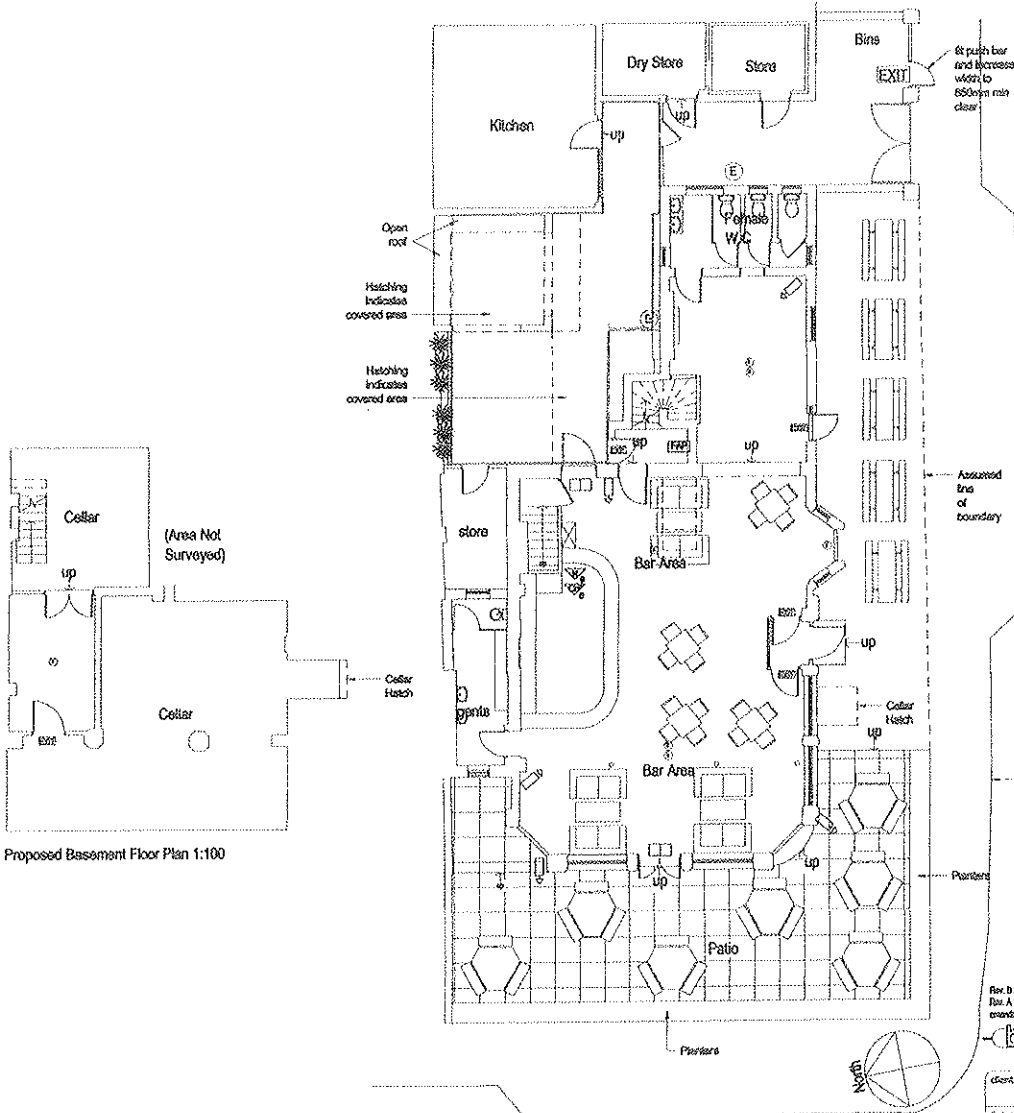 Bins
fit push bar
and increase
width to
850mm min
clear
EXIT
Dry Store
Store
Kitchen
up
up
E
Open
roof
Female
W.C
Hatching
indicates
covered area
Hatching
indicates
covered area
up
FAP
up
Assumed
line
of
boundary
Cellar
(Area Not
Surveyed)
store
up
Bar Area
up
Cellar
Hatch
Cellar
Cellar
Hatch
up
Bar Area
Proposed Basement Floor Plan 1:100
up
up
Planters
Patio
Planters
North
Rev. B
Rev. A
client